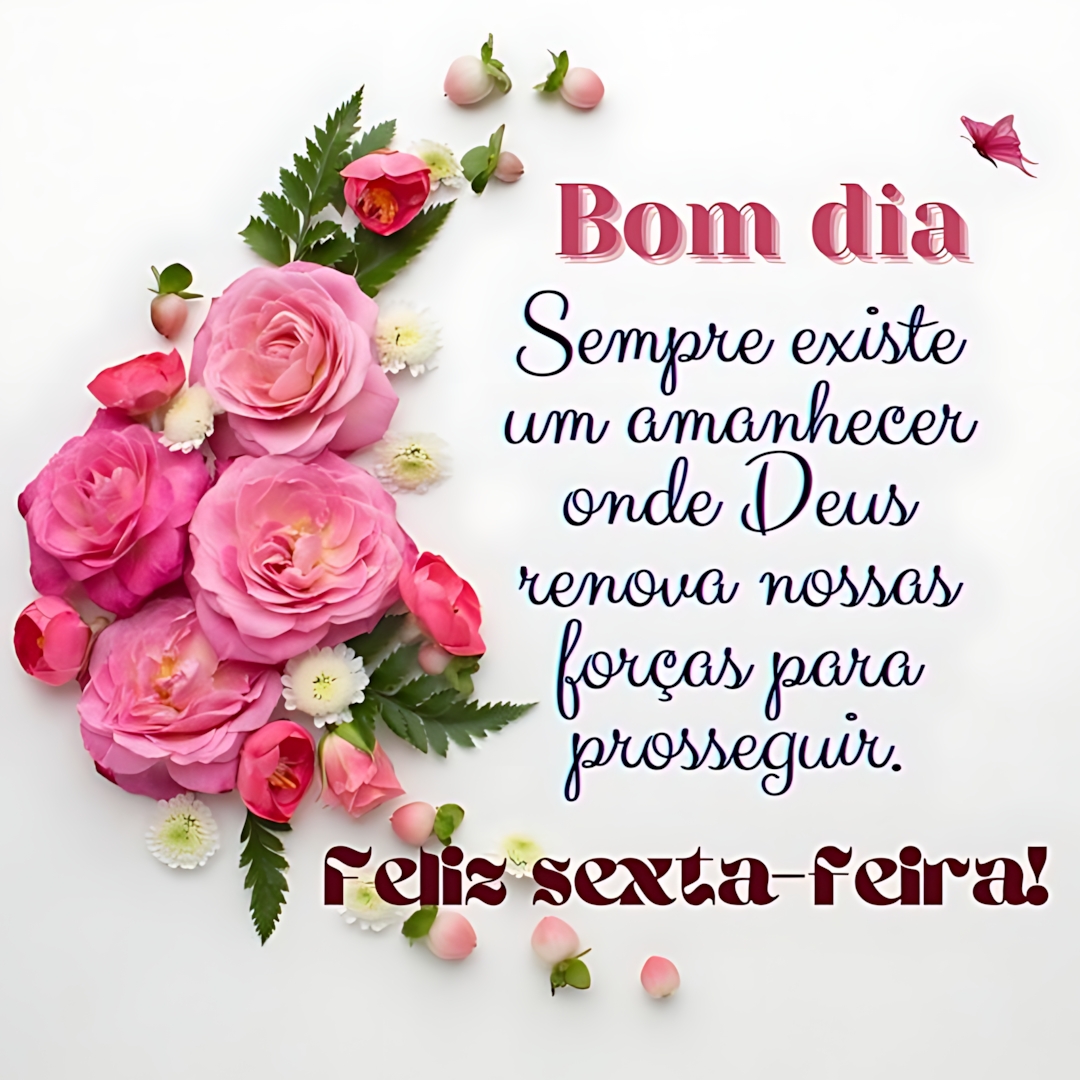 Bom dia
Sempre existe
um amanhecer
onde Deus
renova nossas
forças para
prosseguir.
Feliz sexta-feira!